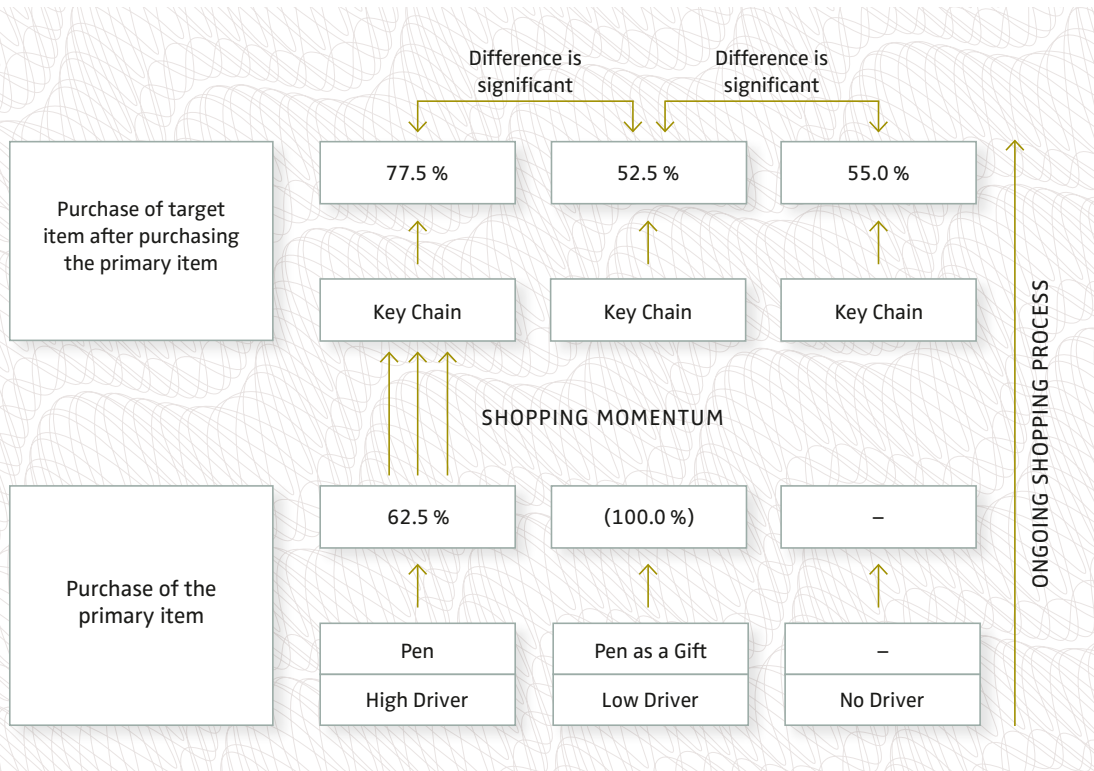 Difference is
significant
Difference is
significant
77.5 %
52.5 %
55.0 %
Purchase of target
item after purchasing
the primary item
Key Chain
Key Chain
Key Chain
SHOPPING MOMENTUM
ONGOING SHOPPING PROCESS
62.5 %
(100.0 %)
–
Purchase of the
primary item
Pen
Pen as a Gift
–
High Driver
Low Driver
No Driver